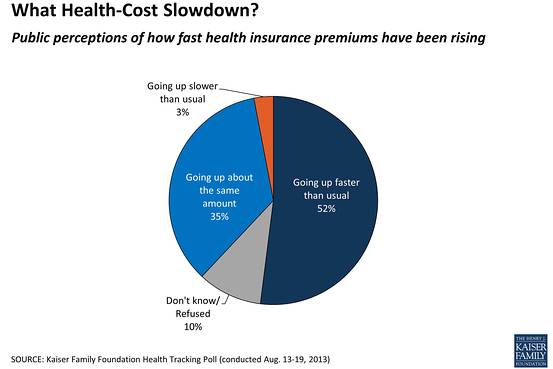 What Health-Cost Slowdown?
Public perceptions of how fast health insurance premiums have been rising
Going up slower
than usual
3%
Going up about
the same
amount
35%
Going up faster
than usual
52%
Don't know/
Refused
10%
SOURCE: Kaiser Family Foundation Health Tracking Poll (conducted Aug. 13-19, 2013)
THE HENRY J.
KAISER
FAMILY
FOUNDATION